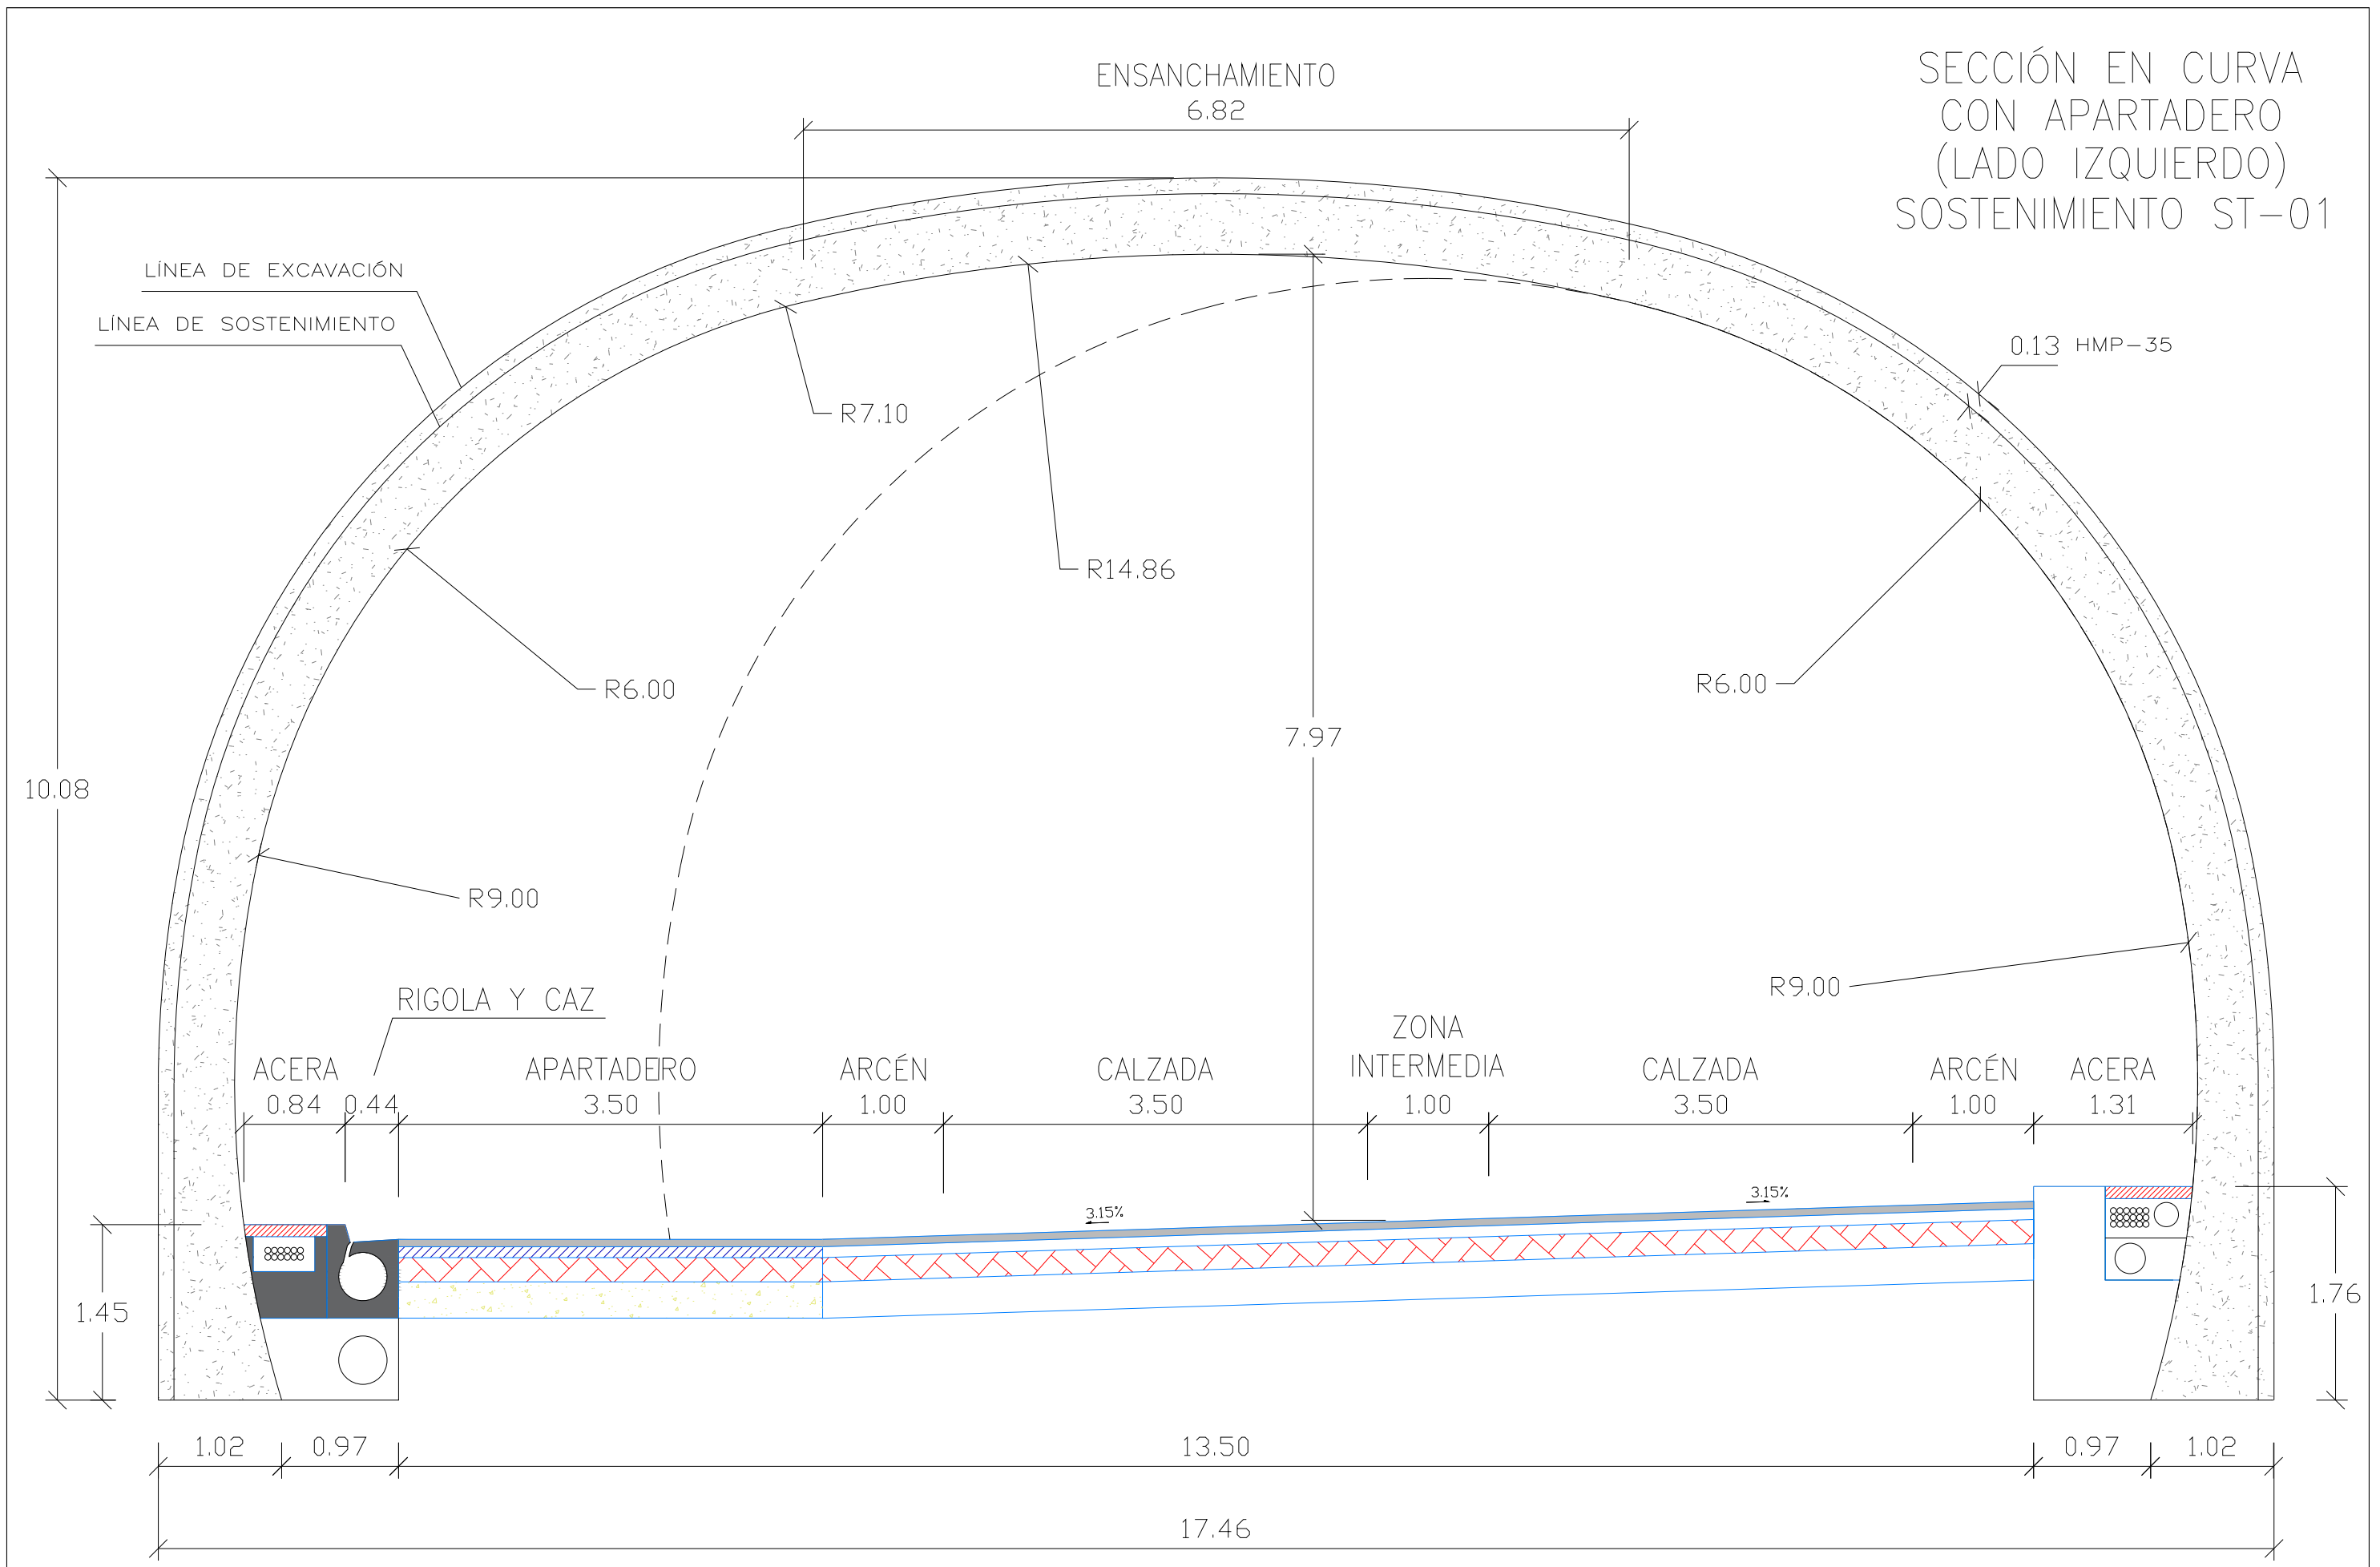 SECCIÓN EN CURVA
CON APARTADERO
(LADO IZQUIERDO)
SOSTENIMIENTO ST-01
ENSANCHAMIENTO
6.82
LÍNEA DE EXCAVACIÓN
LÍNEA DE SOSTENIMIENTO
0.13 HMP-35
R7.10
R14.86
R6.00
R6.00
7.97
10.08
R9.00
R9.00
RIGOLA Y CAZ
ZONA
INTERMEDIA
ACERA
APARTADERO
ARCÉN
CALZADA
CALZADA
ARCÉN
ACERA
0.84
0.44
3.50
1.00
3.50
1.00
3.50
1.00
1.31
3.15%
3.15%
1.45
1.76
1.02
0.97
13.50
0.97
1.02
17.46